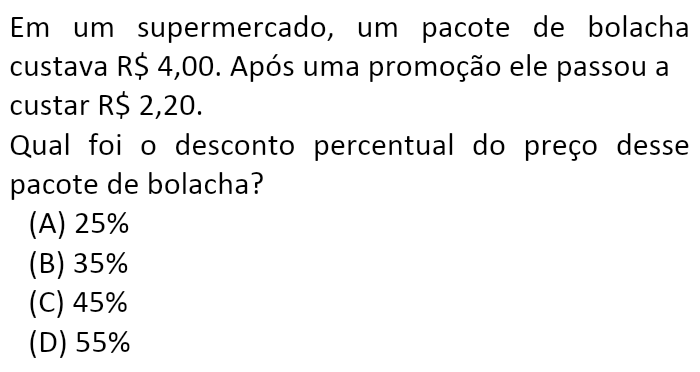 Em um supermercado, um pacote de bolacha
custava R$ 4,00. Após uma promoção ele passou a
custar R$ 2,20.
Qual foi o desconto percentual do preço desse
pacote de bolacha?
(A) 25%
(B) 35%
(C) 45%
(D) 55%